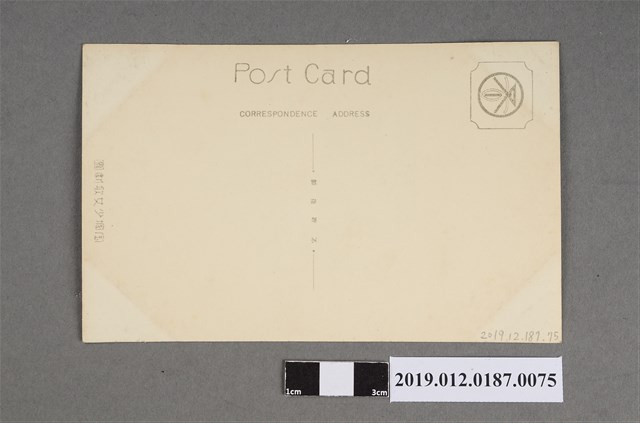 Post Card
CORRESPONDENCE ADDRESS
2019.12.187.75
1cm
3cm
2019.012.0187.0075